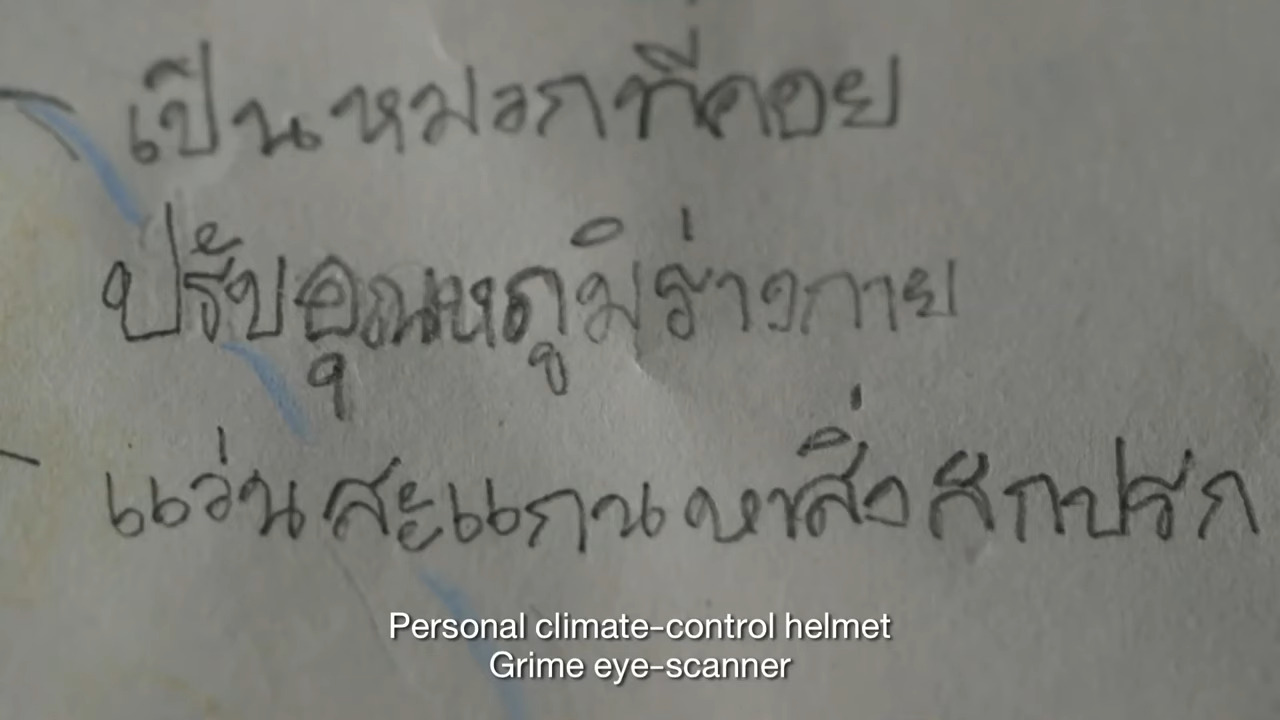 เป็นหมวกที่คอย
ปรับอุณหภูมิร่างกาย
แว่นสะแกนหาสิ่งสกปรก
Personal climate-control helmet
Grime eye-scanner